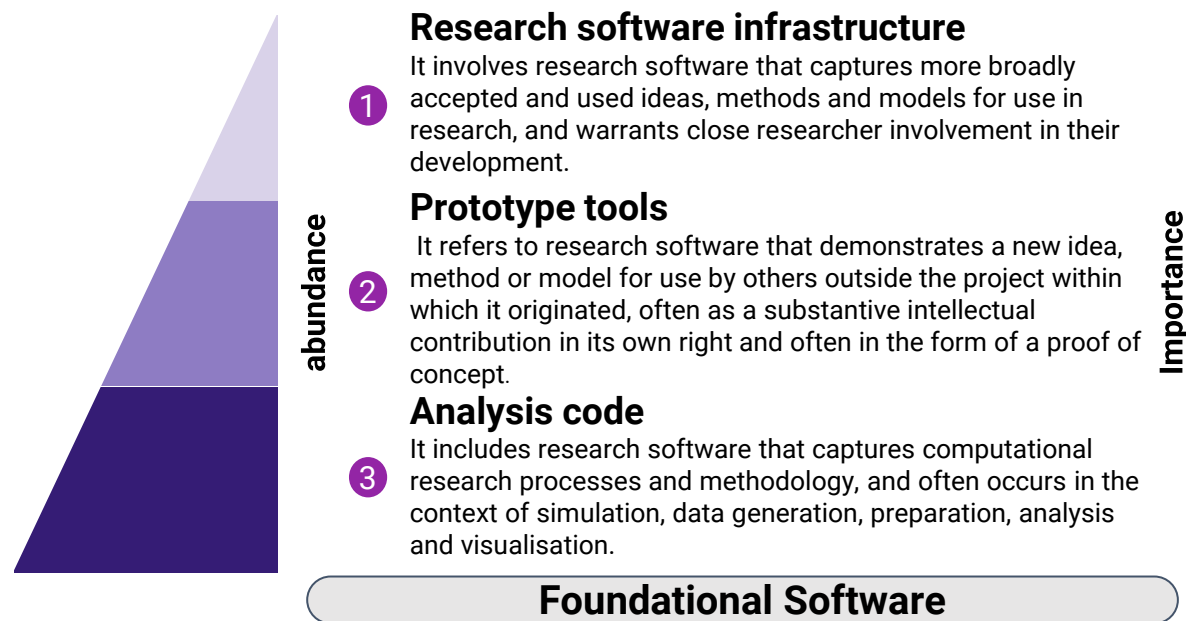 Research software infrastructure
It involves research software that captures more broadly
accepted and used ideas, methods and models for use in
research, and warrants close researcher involvement in their
development.
1
Prototype tools
It refers to research software that demonstrates a new idea,
method or model for use by others outside the project within
which it originated, often as a substantive intellectual
contribution in its own right and often in the form of a proof of
concept.
2
abundance
Importance
Analysis code
It includes research software that captures computational
research processes and methodology, and often occurs in the
context of simulation, data generation, preparation, analysis
and visualisation.
3
Foundational Software